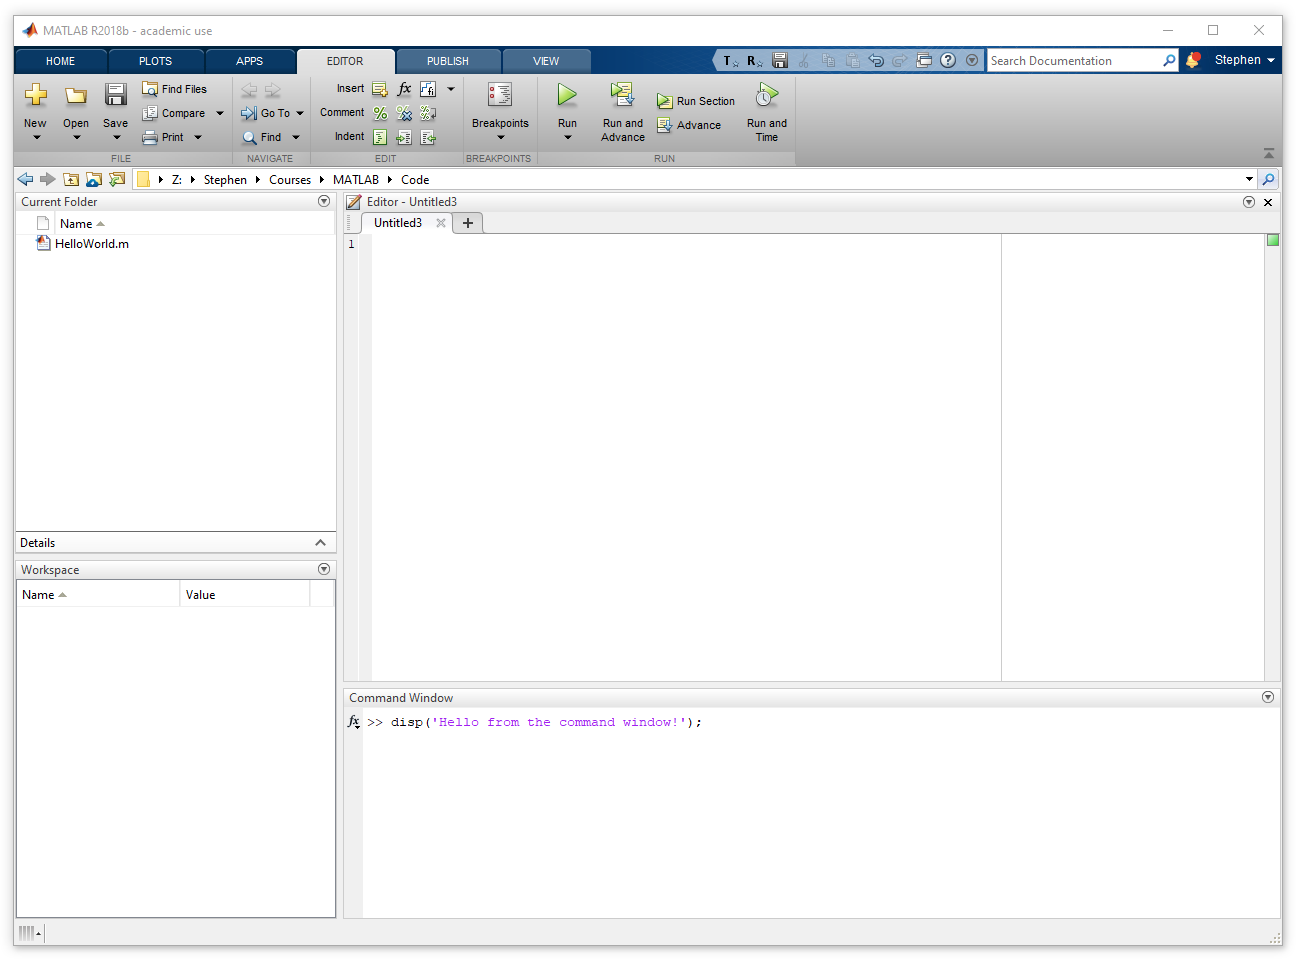 MATLAB R2018b - academic use
HOME PLOTS APPS EDITOR PUBLISH VIEW Search Documentation Stephen
New Open Save Find Files Compare Print
FILE
Go To Find
NAVIGATE
Insert fx fi
Comment % % %
Indent
EDIT
Breakpoints
BREAKPOINTS
Run Run and Advance Run Section Advance Run and Time
RUN
Z: Stephen Courses MATLAB Code
Current Folder
Name
HelloWorld.m
Details
Workspace
Name Value
Editor - Untitled3
Untitled3 +
1
Command Window
fx >> disp('Hello from the command window!');